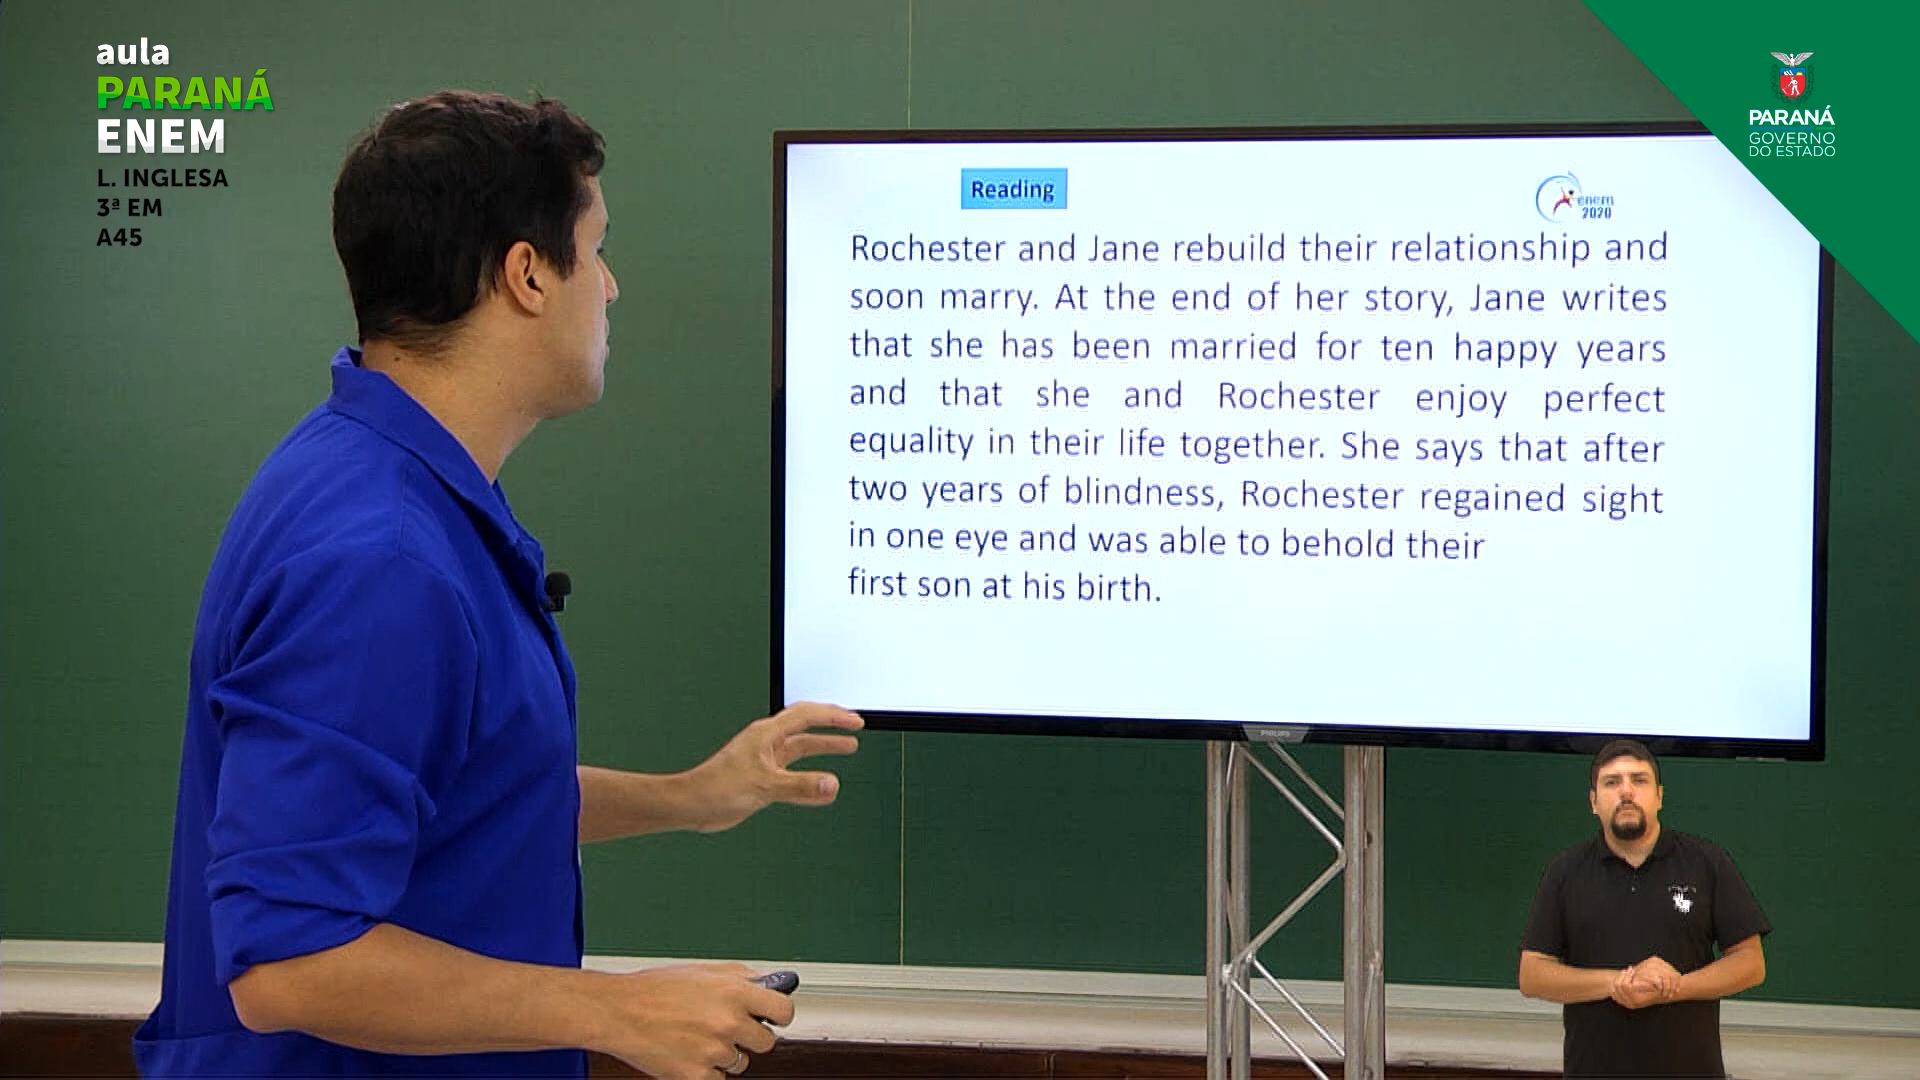 aula
PARANÁ
ENEM
L. INGLESA
3ª EM
A45
PARANÁ
GOVERNO
DO ESTADO
Reading
enem
2020
Rochester and Jane rebuild their relationship and
soon marry. At the end of her story, Jane writes
that she has been married for ten happy years
and that she and Rochester enjoy perfect
equality in their life together. She says that after
two years of blindness, Rochester regained sight
in one eye and was able to behold their
first son at his birth.
PHILIPS